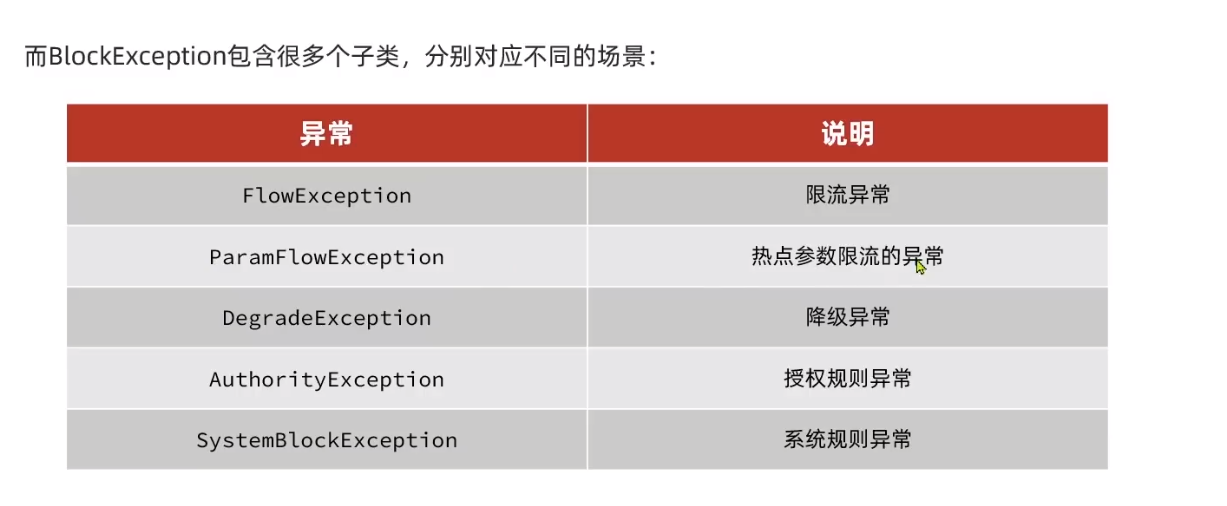 而BlockException包含很多个子类，分别对应不同的场景：
异常 说明
FlowException 限流异常
ParamFlowException 热点参数限流的异常
DegradeException 降级异常
AuthorityException 授权规则异常
SystemBlockException 系统规则异常